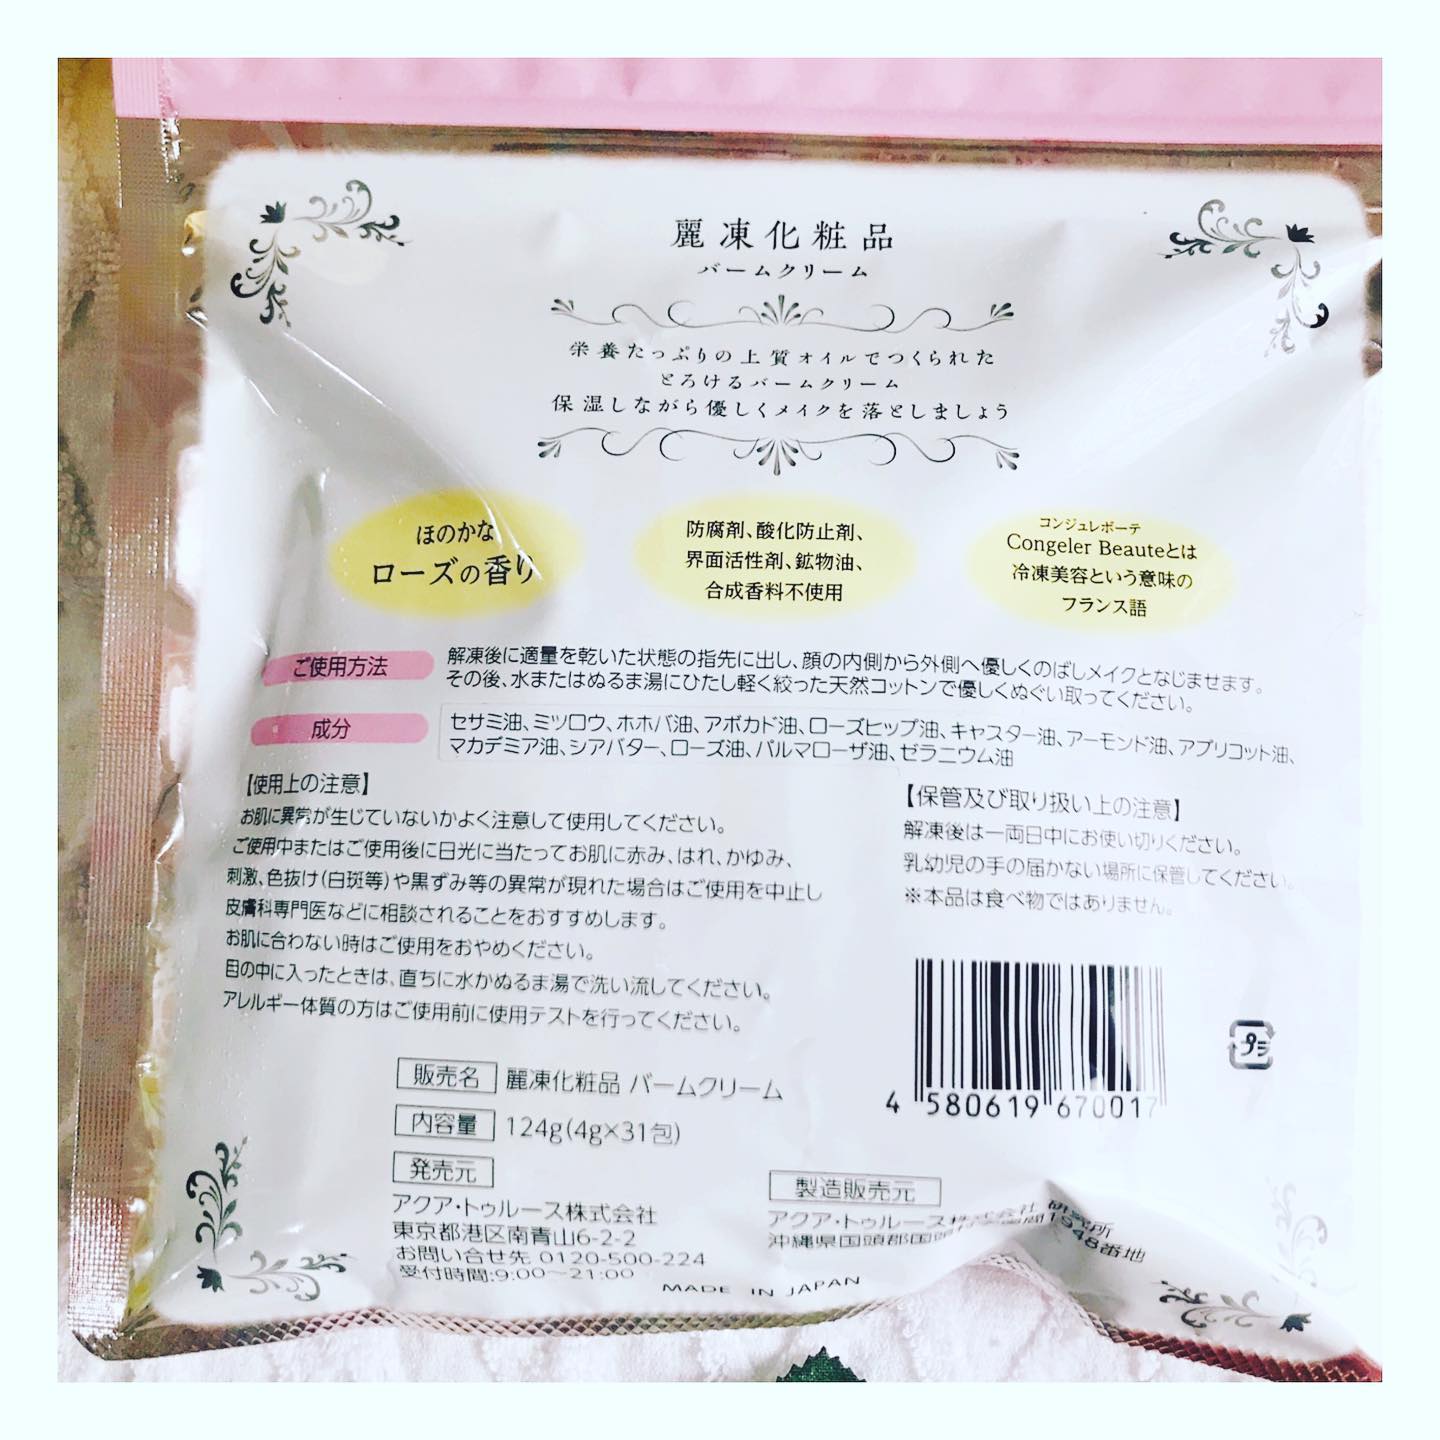 麗凍化粧品
バームクリーム
栄養たっぷりの上質オイルでつくられた
とろけるバームクリーム
保湿しながら優しくメイクを落としましょう
ほのかな
ローズの香り
防腐剤、酸化防止剤、
界面活性剤、鉱物油、
合成香料不使用
コンジュレボーテ
Congeler Beauteとは
冷凍美容という意味の
フランス語
ご使用方法
解凍後に適量を乾いた状態の指先に出し、顔の内側から外側へ優しくのばしメイクとなじませます。
その後、水またはぬるま湯にひたし軽く絞った天然コットンで優しくぬぐい取ってください。
成分
セサミ油、ミツロウ、ホホバ油、アボカド油、ローズヒップ油、キャスター油、アーモンド油、アプリコット油、
マカデミア油、シアバター、ローズ油、パルマローザ油、ゼラニウム油
【使用上の注意】
お肌に異常が生じていないかよく注意して使用してください。
ご使用中またはご使用後に日光に当たってお肌に赤み、はれ、かゆみ、
刺激、色抜け(白斑等)や黒ずみ等の異常が現れた場合はご使用を中止し
皮膚科専門医などに相談されることをおすすめします。
お肌に合わない時はご使用をおやめください。
目の中に入ったときは、直ちに水かぬるま湯で洗い流してください。
アレルギー体質の方はご使用前に使用テストを行ってください。
【保管及び取り扱い上の注意】
解凍後は一両日中にお使い切りください。
乳幼児の手の届かない場所に保管してください。
※本品は食べ物ではありません。
4 580619 670017
プラ
販売名 麗凍化粧品 バームクリーム
内容量 124g(4g×31包)
発売元
アクア・トゥルース株式会社
東京都港区南青山6-2-2
お問い合せ先 0120-500-224
受付時間:9:00～21:00
製造販売元
アクア・トゥルース株式会社 研究所
沖縄県国頭郡国頭 1948番地
MADE IN JAPAN